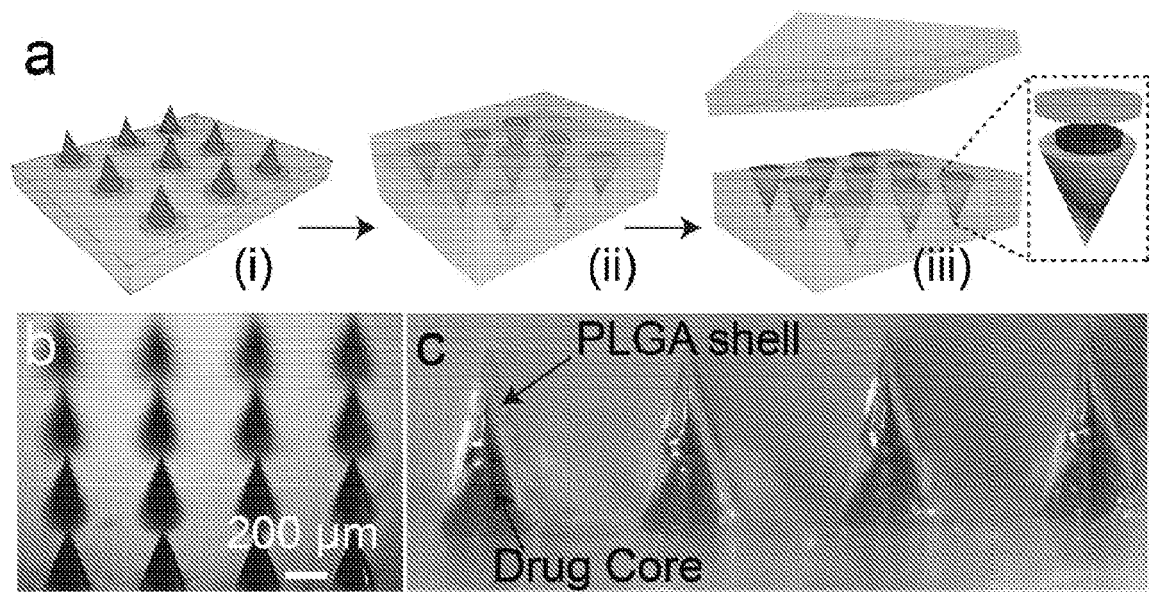 a
(i)
(ii)
(iii)
b
200 μm
c
PLGA shell
Drug Core